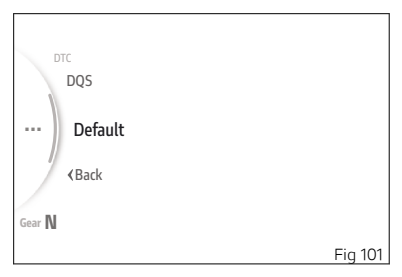 DTC
DQS
...
Default
‹Back
Gear N
Fig 101